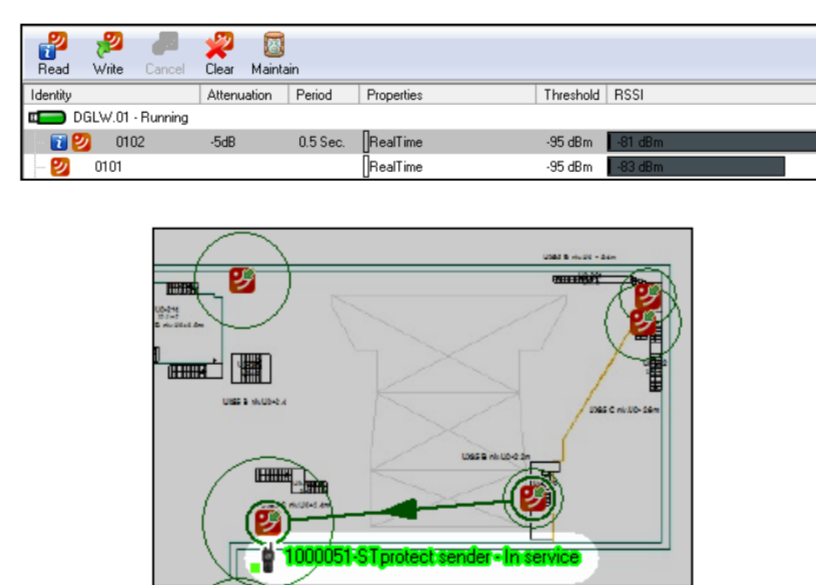 Read Write Cancel Clear Maintain
Identity Attenuation Period Properties Threshold RSSI
DGLW.01 - Running
0102 -5dB 0.5 Sec. RealTime -95 dBm -81 dBm
0101 RealTime -95 dBm -83 dBm
1000051-STprotect sender - In service